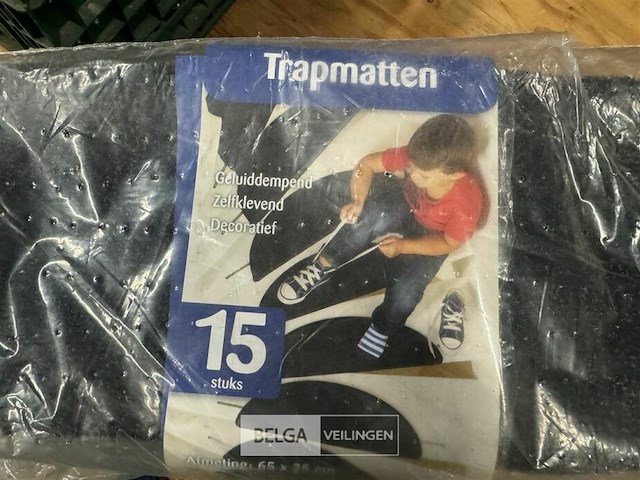 Trapmatten
Geluiddempend
Zelfklevend
Decoratief
15
stuks
BELGA VEILINGEN
Afmeting: 65 x 25 cm